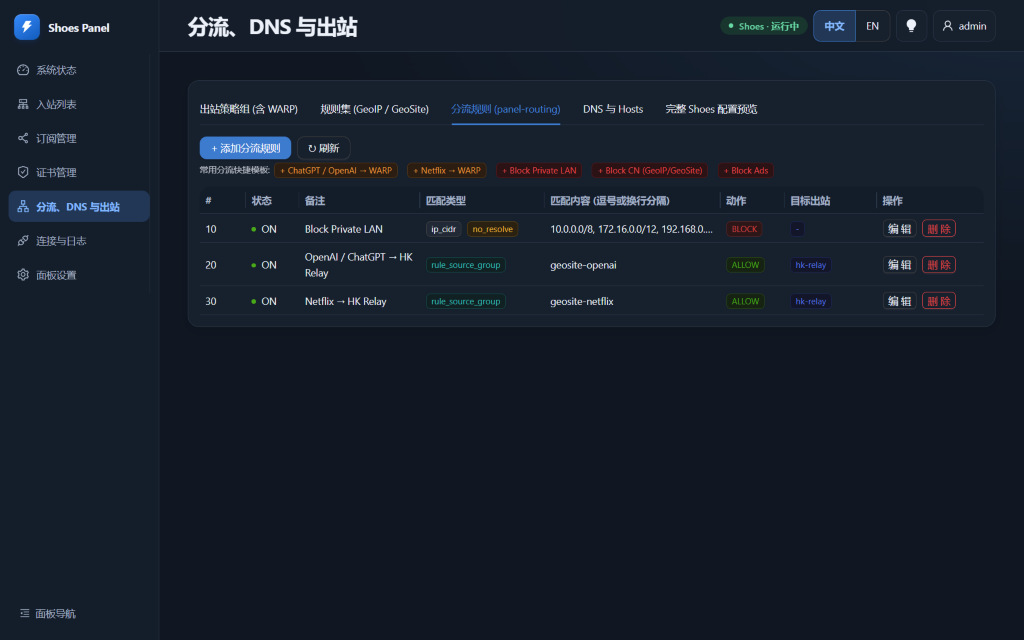 Shoes Panel
分流、DNS 与出站
Shoes · 运行中
中文
EN
admin
系统状态
入站列表
订阅管理
证书管理
分流、DNS 与出站
连接与日志
面板设置
面板导航
出站策略组 (含 WARP)
规则集 (GeoIP / GeoSite)
分流规则 (panel-routing)
DNS 与 Hosts
完整 Shoes 配置预览
+ 添加分流规则
↻ 刷新
常用分流快捷模板:
+ ChatGPT / OpenAI → WARP
+ Netflix → WARP
+ Block Private LAN
+ Block CN (GeoIP/GeoSite)
+ Block Ads
# 状态 备注 匹配类型 匹配内容 (逗号或换行分隔) 动作 目标出站 操作
10 ON Block Private LAN ip_cidr no_resolve 10.0.0.0/8, 172.16.0.0/12, 192.168.0.... BLOCK - 编 辑 删 除
20 ON OpenAI / ChatGPT → HK Relay rule_source_group geosite-openai ALLOW hk-relay 编 辑 删 除
30 ON Netflix → HK Relay rule_source_group geosite-netflix ALLOW hk-relay 编 辑 删 除